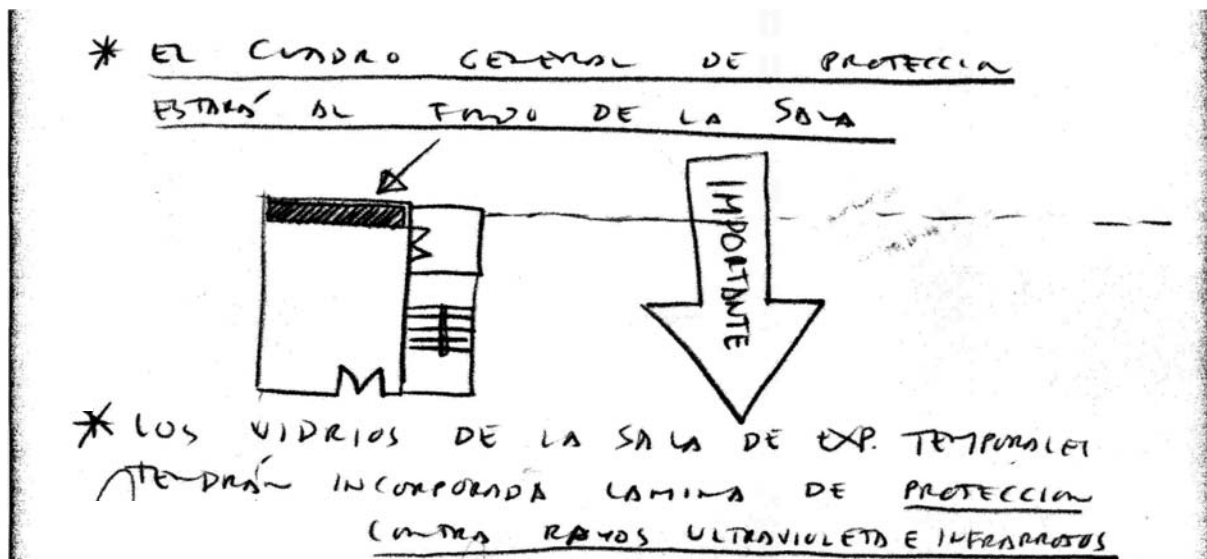 * EL CUADRO GENERAL DE PROTECCION
ESTARÁ AL FONDO DE LA SALA
IMPORTANTE
* LOS VIDRIOS DE LA SALA DE EXP. TEMPORALES
TENDRÁN INCORPORADA LAMINA DE PROTECCION
CONTRA RAYOS ULTRAVIOLETA E INFRARROJOS